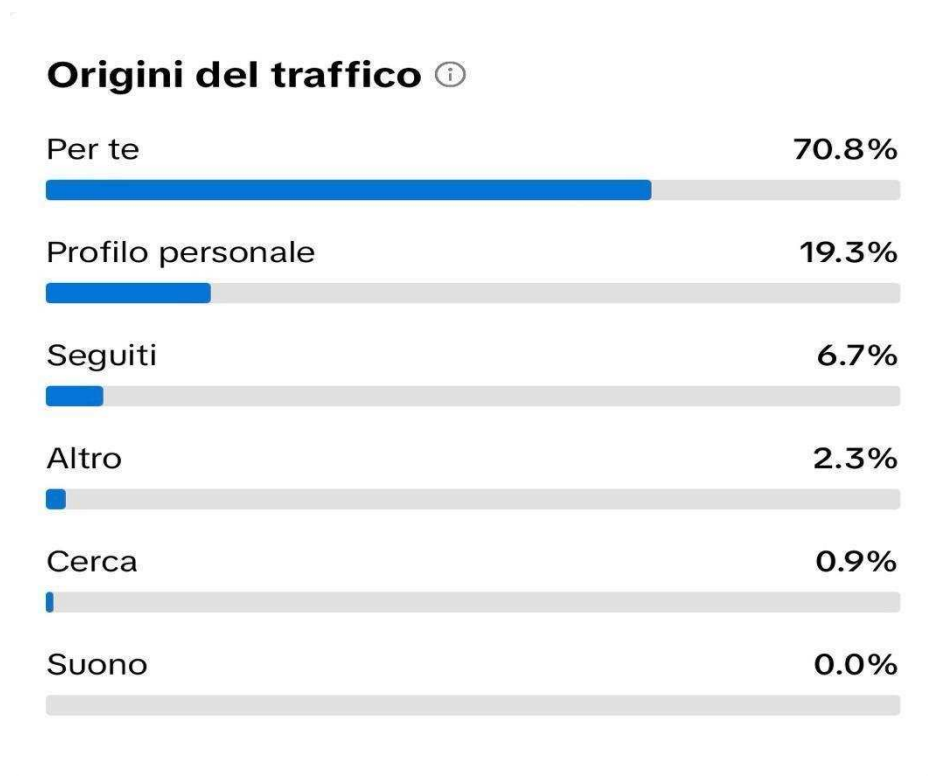 Origini del traffico
Per te 70.8%
Profilo personale 19.3%
Seguiti 6.7%
Altro 2.3%
Cerca 0.9%
Suono 0.0%